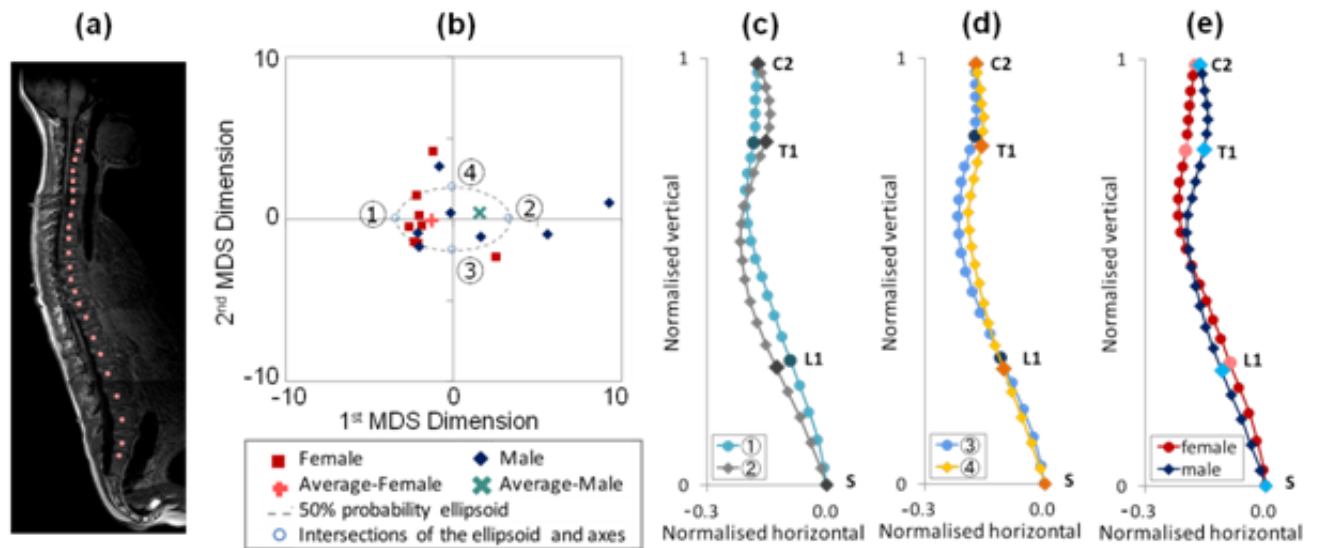 (a)
(b)
10
2nd MDS Dimension
0
-10
-10
0
10
1st MDS Dimension
①
②
③
④
Female
Male
Average-Female
Average-Male
50% probability ellipsoid
Intersections of the ellipsoid and axes
(c)
1
C2
T1
Normalised vertical
L1
①
②
S
0
-0.3
0.0
Normalised horizontal
(d)
1
C2
T1
Normalised vertical
L1
③
④
S
0
-0.3
0.0
Normalised horizontal
(e)
1
C2
T1
Normalised vertical
L1
female
male
S
0
-0.3
0.0
Normalised horizontal